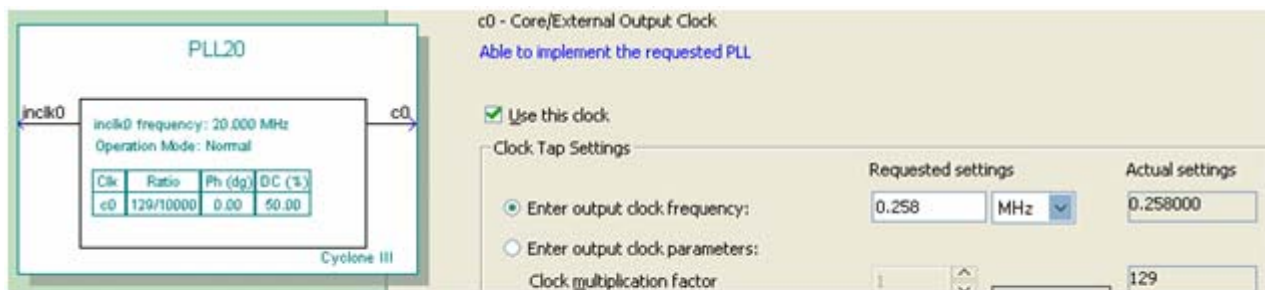 PLL20
inclk0
c0
inclk0 frequency: 20.000 MHz
Operation Mode: Normal
Clk Ratio Ph (dg) DC (%)
c0 129/10000 0.00 50.00
Cyclone III
c0 - Core/External Output Clock
Able to implement the requested PLL
Use this clock
Clock Tap Settings
Requested settings Actual settings
Enter output clock frequency: 0.258 MHz 0.258000
Enter output clock parameters:
Clock multiplication factor 1 129